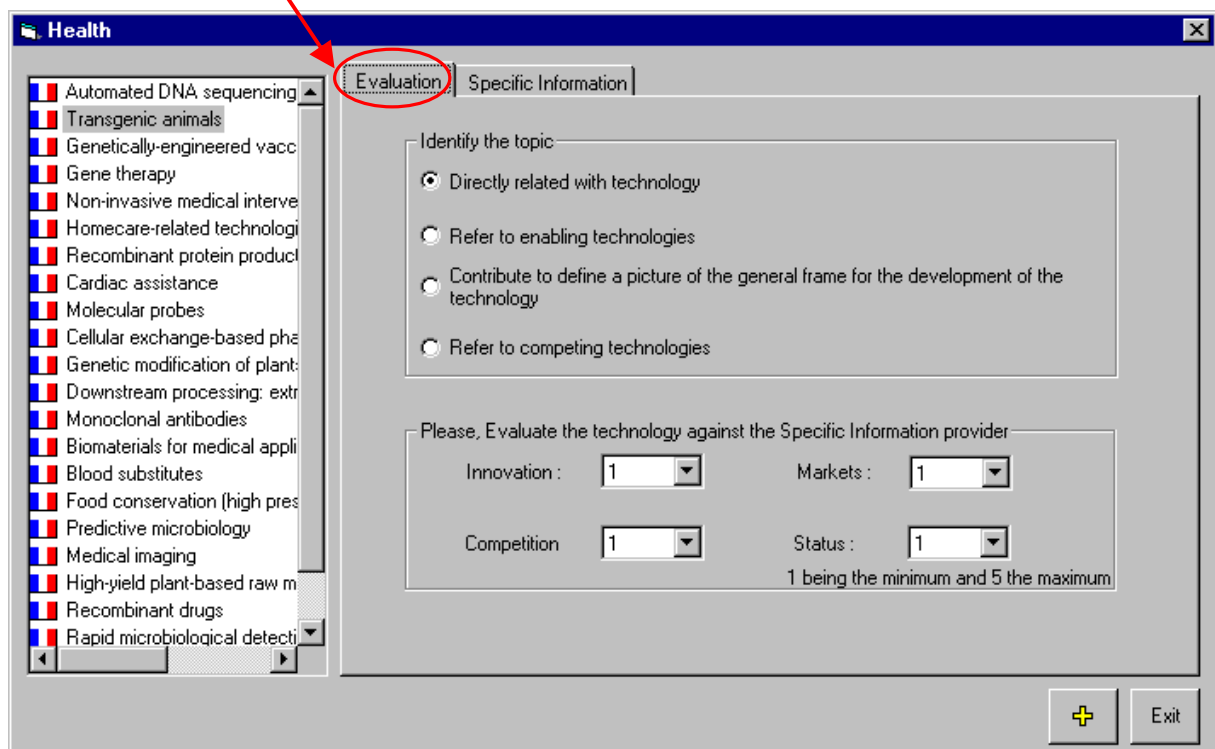 Health
Automated DNA sequencing
Transgenic animals
Genetically-engineered vacc
Gene therapy
Non-invasive medical interve
Homecare-related technologi
Recombinant protein product
Cardiac assistance
Molecular probes
Cellular exchange-based pha
Genetic modification of plant
Downstream processing: extr
Monoclonal antibodies
Biomaterials for medical appli
Blood substitutes
Food conservation (high pres
Predictive microbiology
Medical imaging
High-yield plant-based raw m
Recombinant drugs
Rapid microbiological detecti
Evaluation Specific Information
Identify the topic
Directly related with technology
Refer to enabling technologies
Contribute to define a picture of the general frame for the development of the
technology
Refer to competing technologies
Please, Evaluate the technology against the Specific Information provider
Innovation : 1 Markets : 1
Competition 1 Status : 1
1 being the minimum and 5 the maximum
Exit